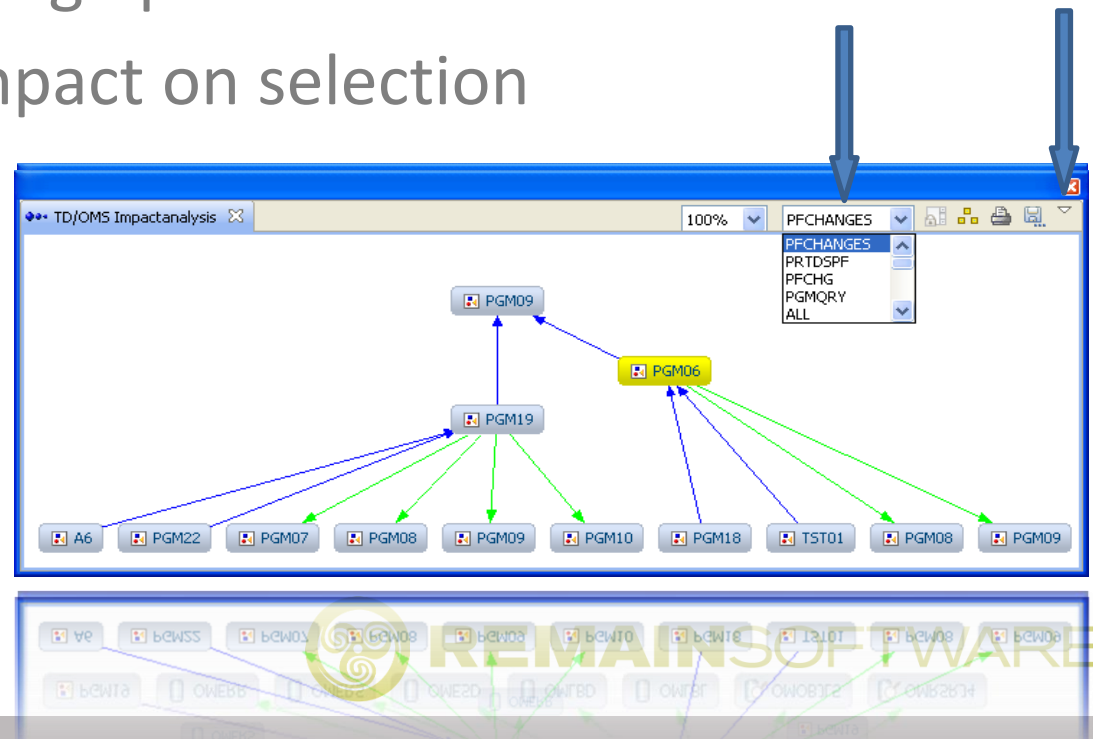 impact on selection
TD/OMS Impactanalysis
100%
PFCHANGES
PFCHANGES
PRTDSPF
PFCHG
PGMQRY
ALL
PGM09
PGM06
PGM19
A6 PGM22 PGM07 PGM08 PGM09 PGM10 PGM18 TST01 PGM08 PGM09
REMAINSOFTWARE